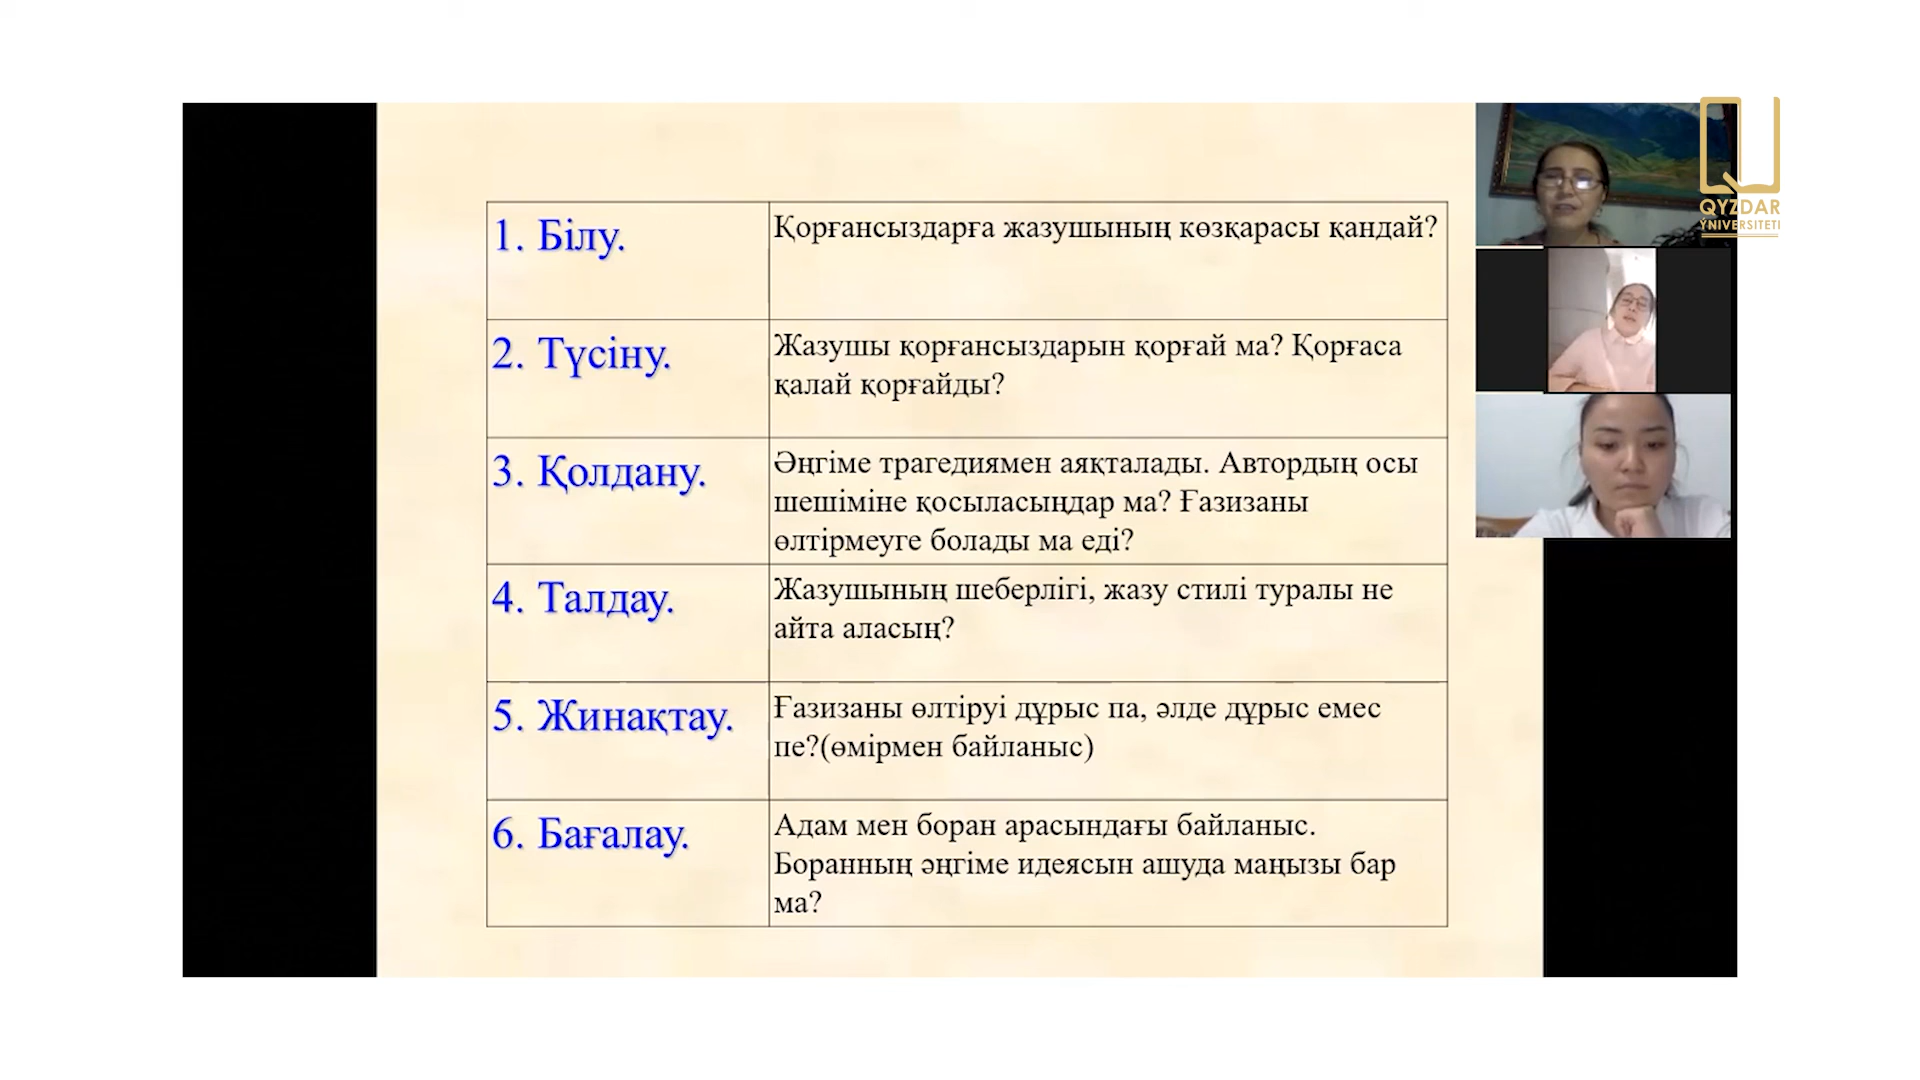 1. Білу.
Қорғансыздарға жазушының көзқарасы қандай?
2. Түсіну.
Жазушы қорғансыздарын қорғай ма? Қорғаса
қалай қорғайды?
3. Қолдану.
Әңгіме трагедиямен аяқталады. Автордың осы
шешіміне қосыласыңдар ма? Ғазизаны
өлтірмеуге болады ма еді?
4. Талдау.
Жазушының шеберлігі, жазу стилі туралы не
айта аласың?
5. Жинақтау.
Ғазизаны өлтіруі дұрыс па, әлде дұрыс емес
пе?(өмірмен байланыс)
6. Бағалау.
Адам мен боран арасындағы байланыс.
Боранның әңгіме идеясын ашуда маңызы бар
ма?
QYZDAR
ÝNIVERSITETI